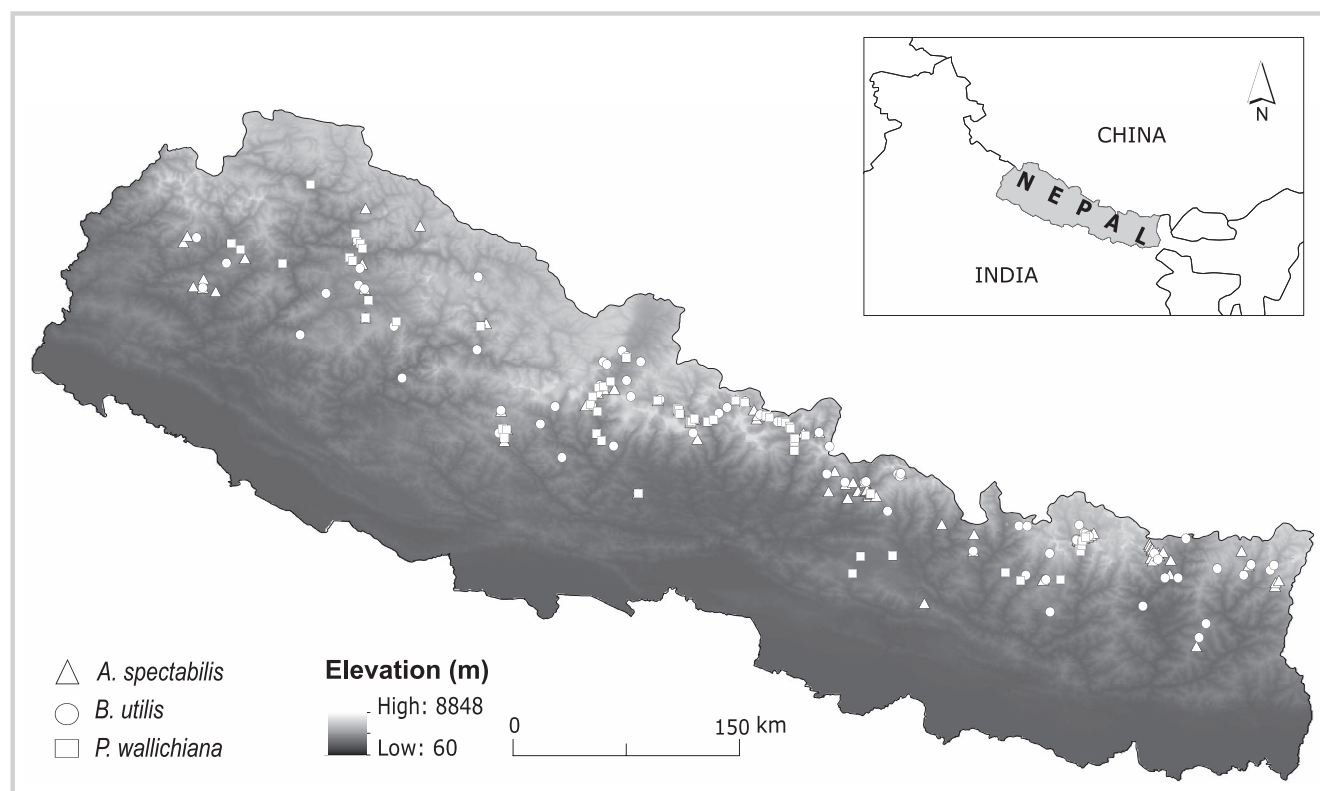 CHINA
N
NEPAL
INDIA
A. spectabilis
B. utilis
P. wallichiana
Elevation (m)
High: 8848
Low: 60
0 150 km